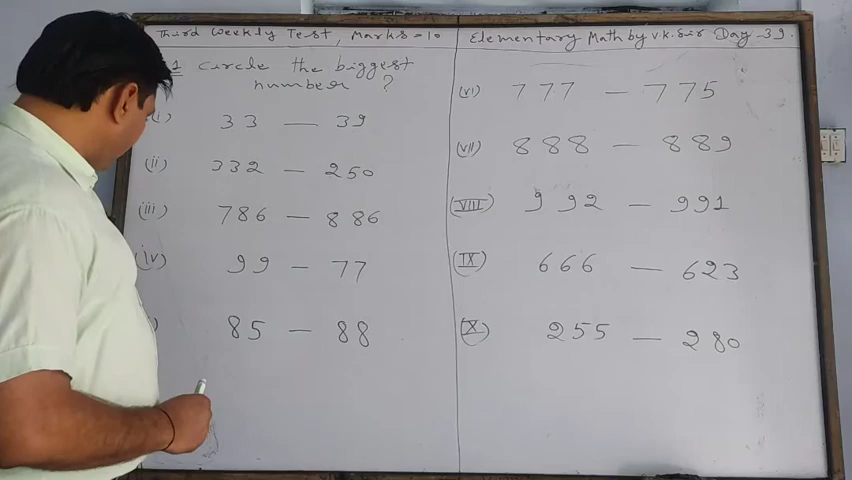 Third Weekly Test, Marks = 10
1 Circle the biggest
number ?
(i) 33 — 39
(ii) 332 — 250
(iii) 786 — 886
(iv) 99 — 77
85 — 88
Elementary Math by V.K. Sir Day -39.
(vi) 777 — 775
(vii) 888 — 889
(VIII) 992 — 991
(IX) 666 — 623
(X) 255 — 280